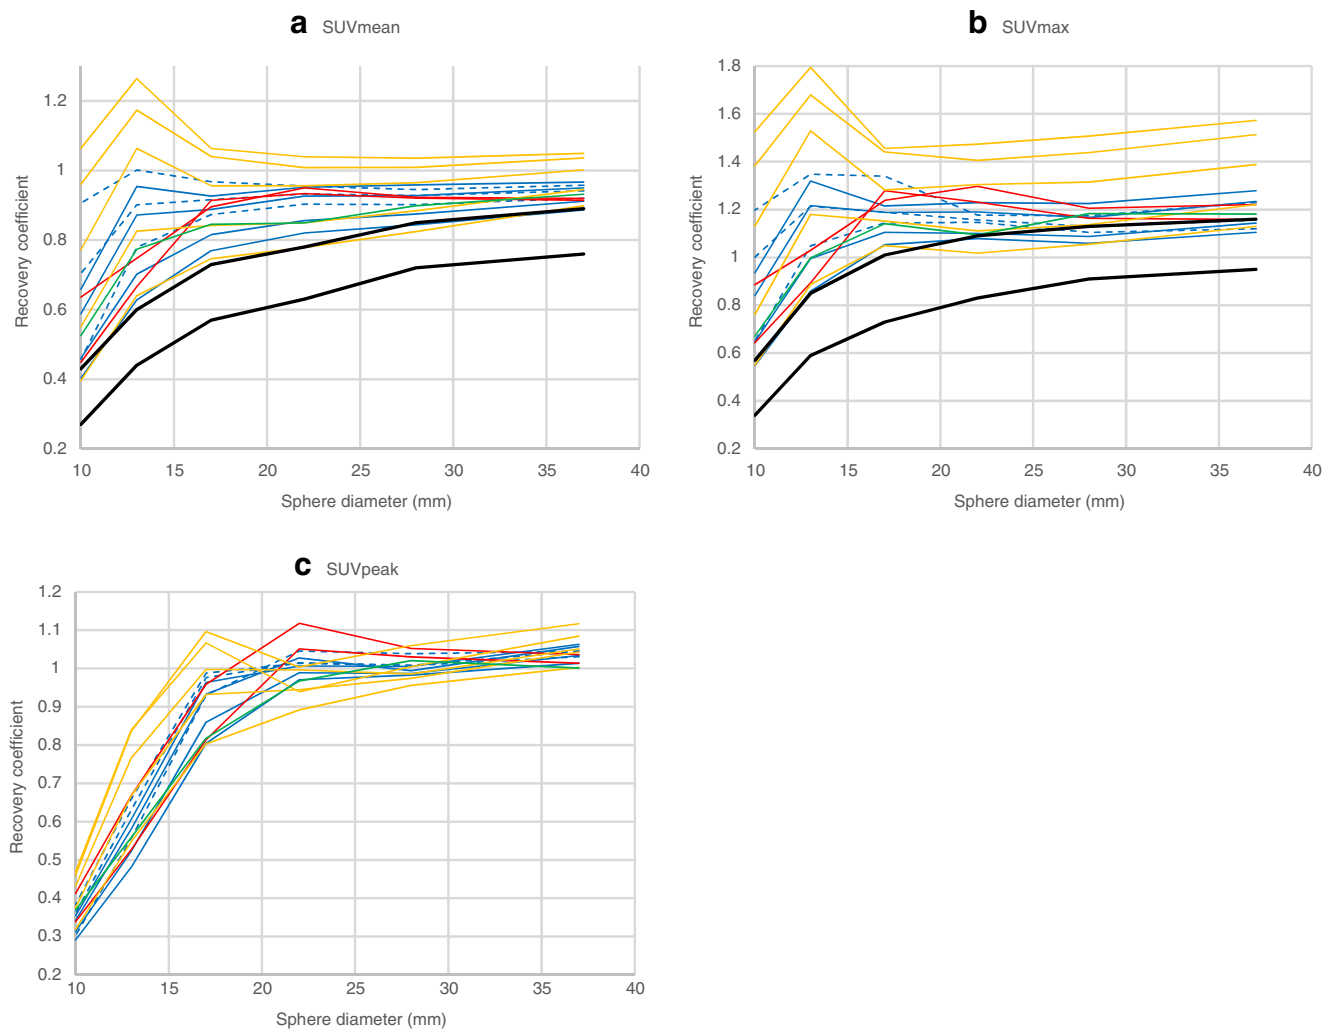 a SUVmean
Recovery coefficient
1.2
1
0.8
0.6
0.4
0.2
10 15 20 25 30 35 40
Sphere diameter (mm)
b SUVmax
Recovery coefficient
1.8
1.6
1.4
1.2
1
0.8
0.6
0.4
0.2
10 15 20 25 30 35 40
Sphere diameter (mm)
c SUVpeak
Recovery coefficient
1.2
1.1
1
0.9
0.8
0.7
0.6
0.5
0.4
0.3
0.2
10 15 20 25 30 35 40
Sphere diameter (mm)